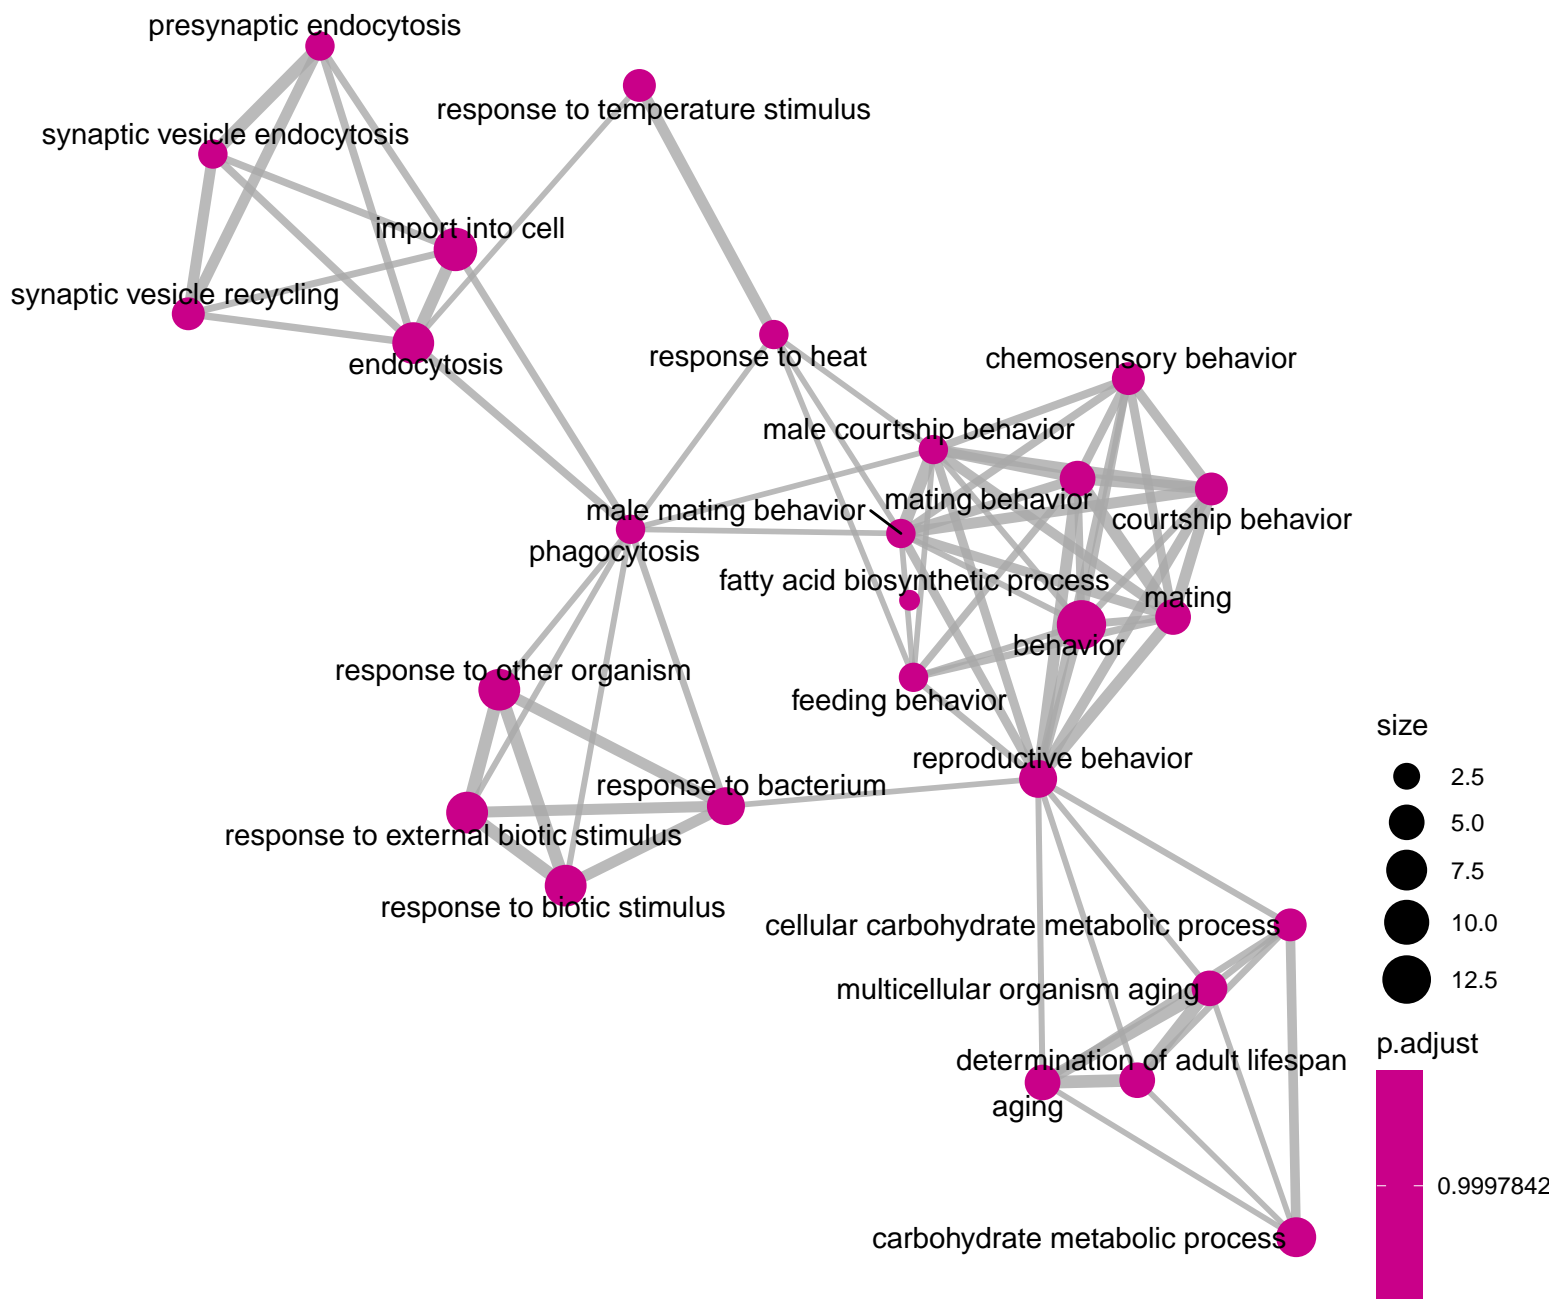 presynaptic endocytosis
response to temperature stimulus
synaptic vesicle endocytosis
import into cell
synaptic vesicle recycling
endocytosis
response to heat
chemosensory behavior
male courtship behavior
mating behavior
male mating behavior
courtship behavior
phagocytosis
fatty acid biosynthetic process
mating
behavior
response to other organism
feeding behavior
reproductive behavior
response to bacterium
response to external biotic stimulus
response to biotic stimulus
cellular carbohydrate metabolic process
multicellular organism aging
determination of adult lifespan
aging
carbohydrate metabolic process
size
2.5
5.0
7.5
10.0
12.5
p.adjust
0.9997842